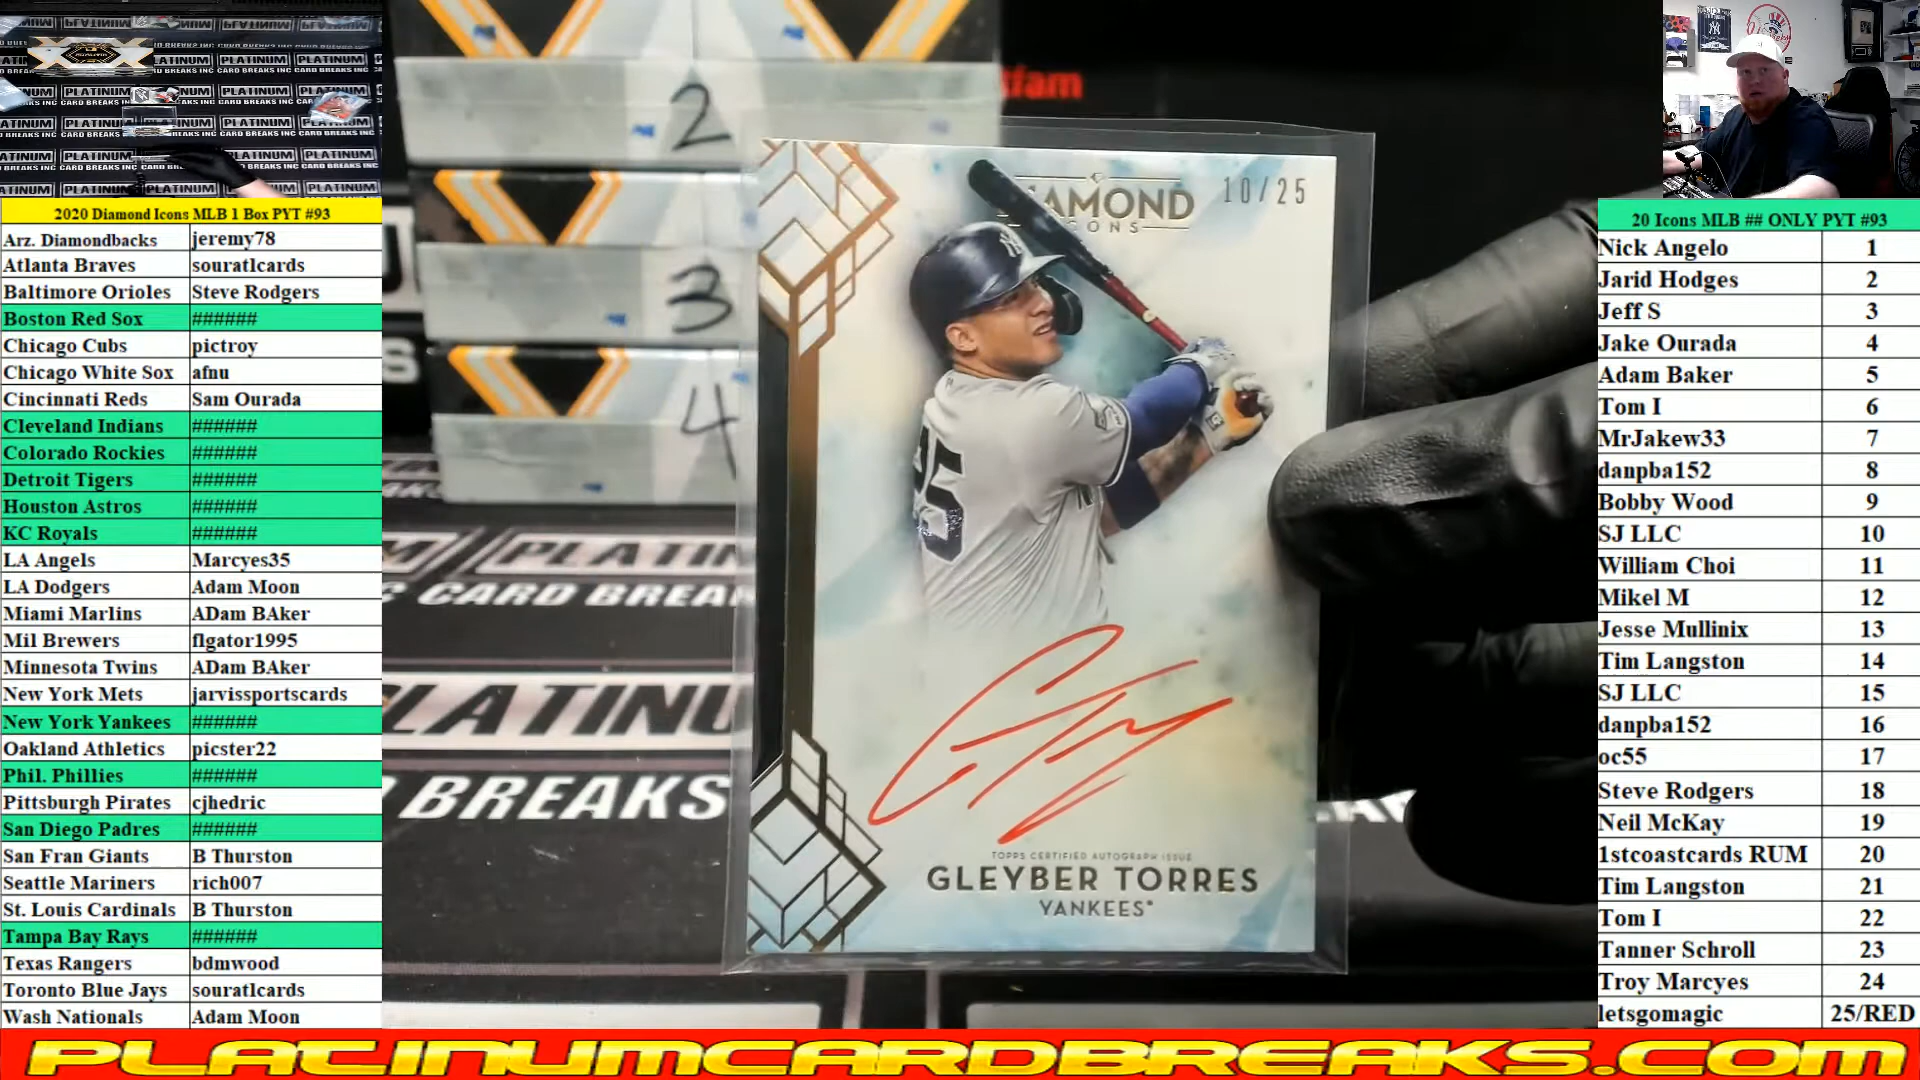 2020 Diamond Icons MLB 1 Box PYT #93
Arz. Diamondbacks jeremy78
Atlanta Braves souratlcards
Baltimore Orioles Steve Rodgers
Boston Red Sox ######
Chicago Cubs pictroy
Chicago White Sox afnu
Cincinnati Reds Sam Ourada
Cleveland Indians ######
Colorado Rockies ######
Detroit Tigers ######
Houston Astros ######
KC Royals ######
LA Angels Marcyes35
LA Dodgers Adam Moon
Miami Marlins ADam BAker
Mil Brewers flgator1995
Minnesota Twins ADam BAker
New York Mets jarvissportscards
New York Yankees ######
Oakland Athletics picster22
Phil. Phillies ######
Pittsburgh Pirates cjhedric
San Diego Padres ######
San Fran Giants B Thurston
Seattle Mariners rich007
St. Louis Cardinals B Thurston
Tampa Bay Rays ######
Texas Rangers bdmwood
Toronto Blue Jays souratlcards
Wash Nationals Adam Moon
2
3
4
10/25
TOPPS CERTIFIED AUTOGRAPH ISSUE
GLEYBER TORRES
YANKEES
20 Icons MLB ## ONLY PYT #93
Nick Angelo 1
Jarid Hodges 2
Jeff S 3
Jake Ourada 4
Adam Baker 5
Tom I 6
MrJakew33 7
danpba152 8
Bobby Wood 9
SJ LLC 10
William Choi 11
Mikel M 12
Jesse Mullinix 13
Tim Langston 14
SJ LLC 15
danpba152 16
oc55 17
Steve Rodgers 18
Neil McKay 19
1stcoastcards RUM 20
Tim Langston 21
Tom I 22
Tanner Schroll 23
Troy Marcyes 24
letsgomagic 25/RED
PLATINUMCARDBREAKS.COM